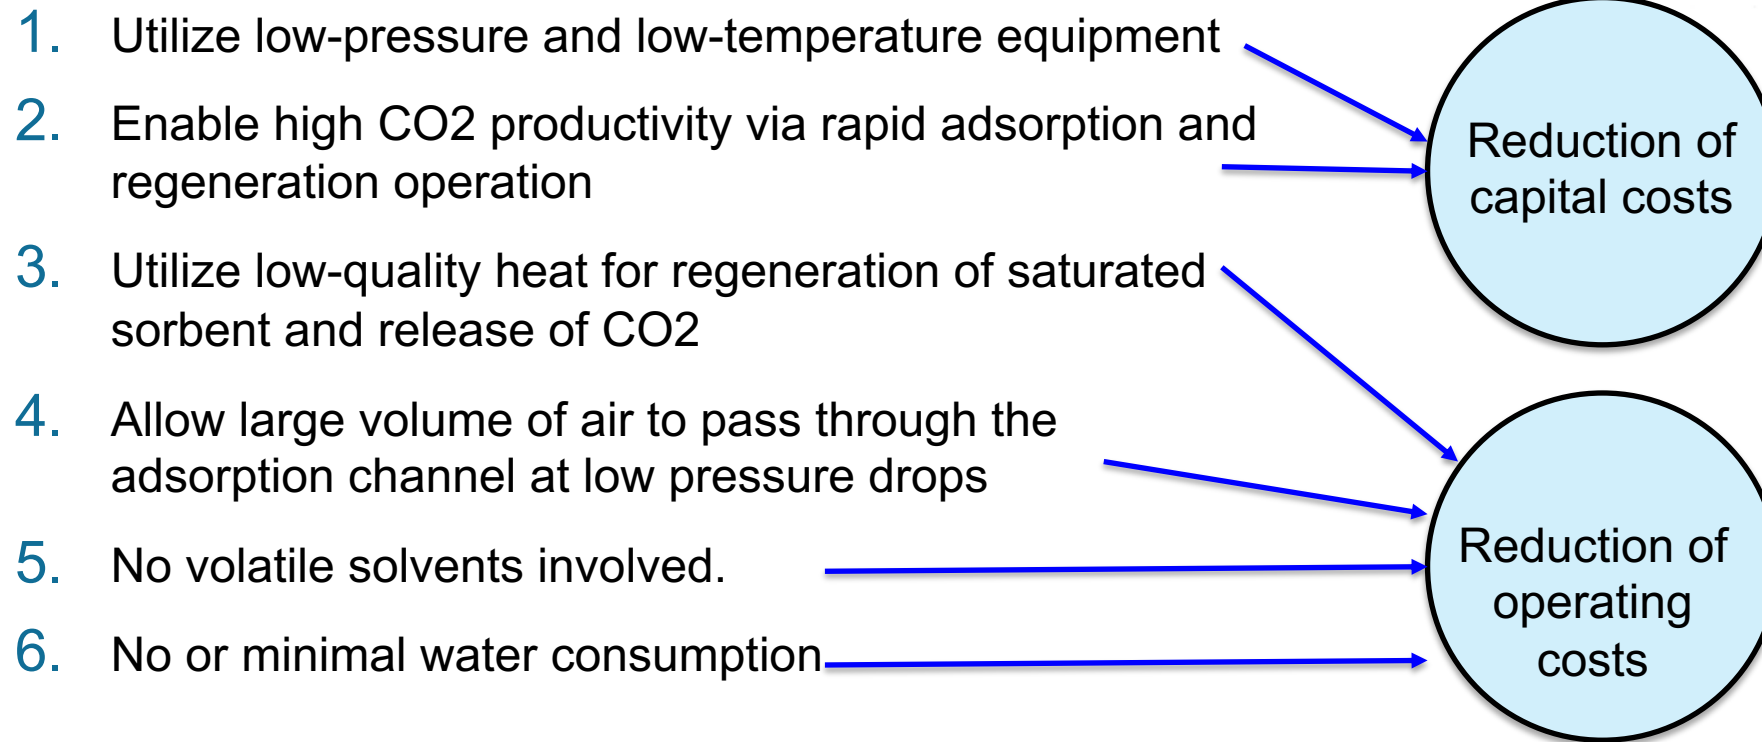 1. Utilize low-pressure and low-temperature equipment
2. Enable high CO2 productivity via rapid adsorption and
regeneration operation
3. Utilize low-quality heat for regeneration of saturated
sorbent and release of CO2
4. Allow large volume of air to pass through the
adsorption channel at low pressure drops
5. No volatile solvents involved.
6. No or minimal water consumption
Reduction of
capital costs
Reduction of
operating
costs